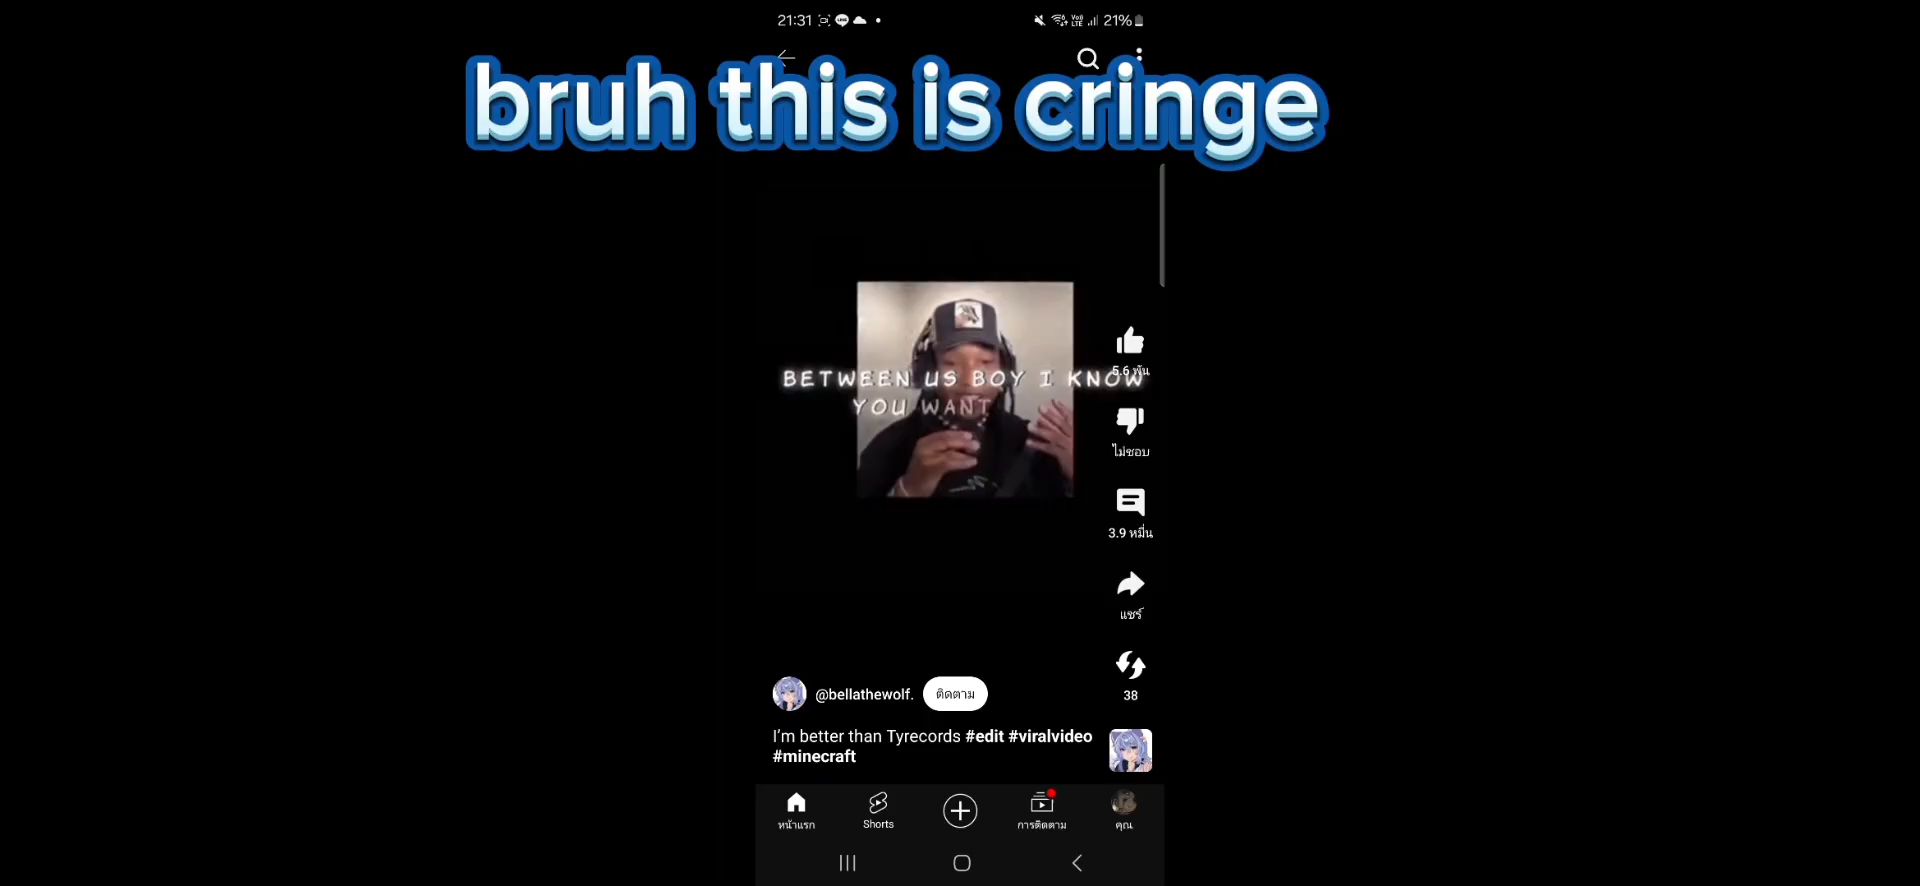 21:31
21%
bruh this is cringe
BETWEEN US BOY I KNOW
YOU WANT
5.6 พัน
ไม่ชอบ
3.9 หมื่น
แชร์
38
@bellathewolf. ติดตาม
I'm better than Tyrecords #edit #viralvideo
#minecraft
หน้าแรก Shorts การติดตาม คุณ